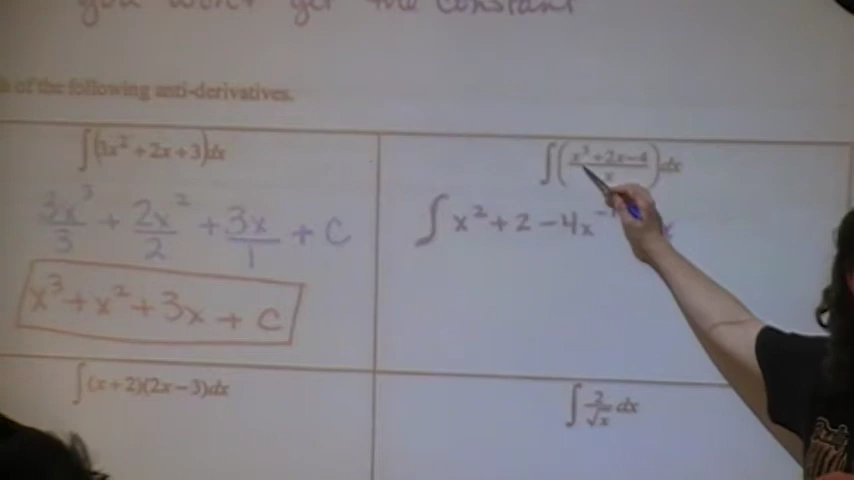 you won't get the constant
of the following anti-derivatives.
∫(3x² + 2x + 3)dx
3x³/3 + 2x²/2 + 3x/1 + C
x³ + x² + 3x + C
∫((x³+2x−4)/x)dx
∫ x² + 2 − 4x⁻
∫(x+2)(2x−3)dx
∫ 2/√x dx